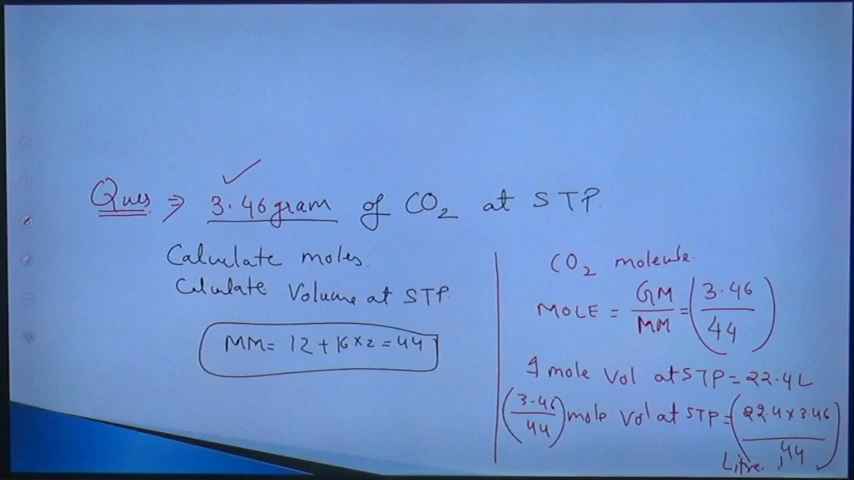 Ques ⇒ 3.46 gram of CO₂ at STP.
Calculate moles.
Calculate Volume at STP.
MM = 12 + 16 × 2 = 44
CO₂ molecule.
MOLE = GM/MM = (3.46/44)
1 mole Vol at STP = 22.4 L
(3.46/44) mole Vol at STP = (22.4 × 3.46/44)
Litre.